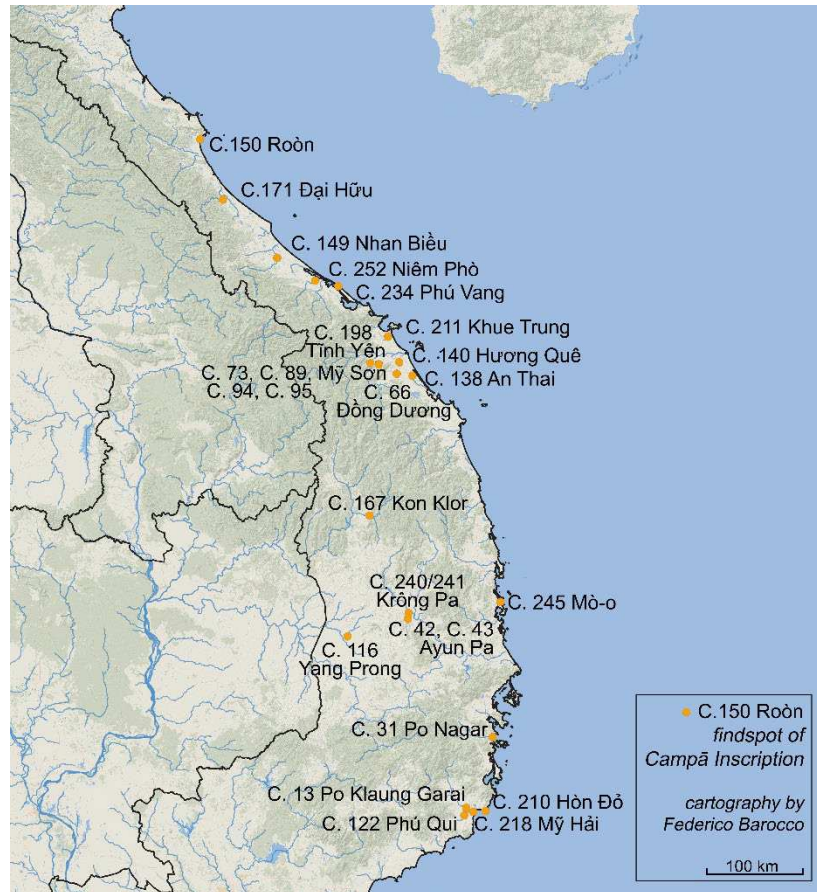 C.150 Roòn
C.171 Đại Hữu
C. 149 Nhan Biều
C. 252 Niêm Phò
C. 234 Phú Vang
C. 211 Khue Trung
C. 198
Tĩnh Yên
C. 140 Hương Quê
C. 73, C. 89, Mỹ Sơn
C. 94, C. 95
C. 138 An Thai
C. 66
Đồng Dương
C. 167 Kon Klor
C. 240/241
Krông Pa
C. 245 Mò-o
C. 42, C. 43
Ayun Pa
C. 116
Yang Prong
C. 31 Po Nagar
C. 13 Po Klaung Garai
C. 210 Hòn Đỏ
C. 122 Phú Qui
C. 218 Mỹ Hải
C.150 Roòn
findspot of
Campā Inscription
cartography by
Federico Barocco
100 km